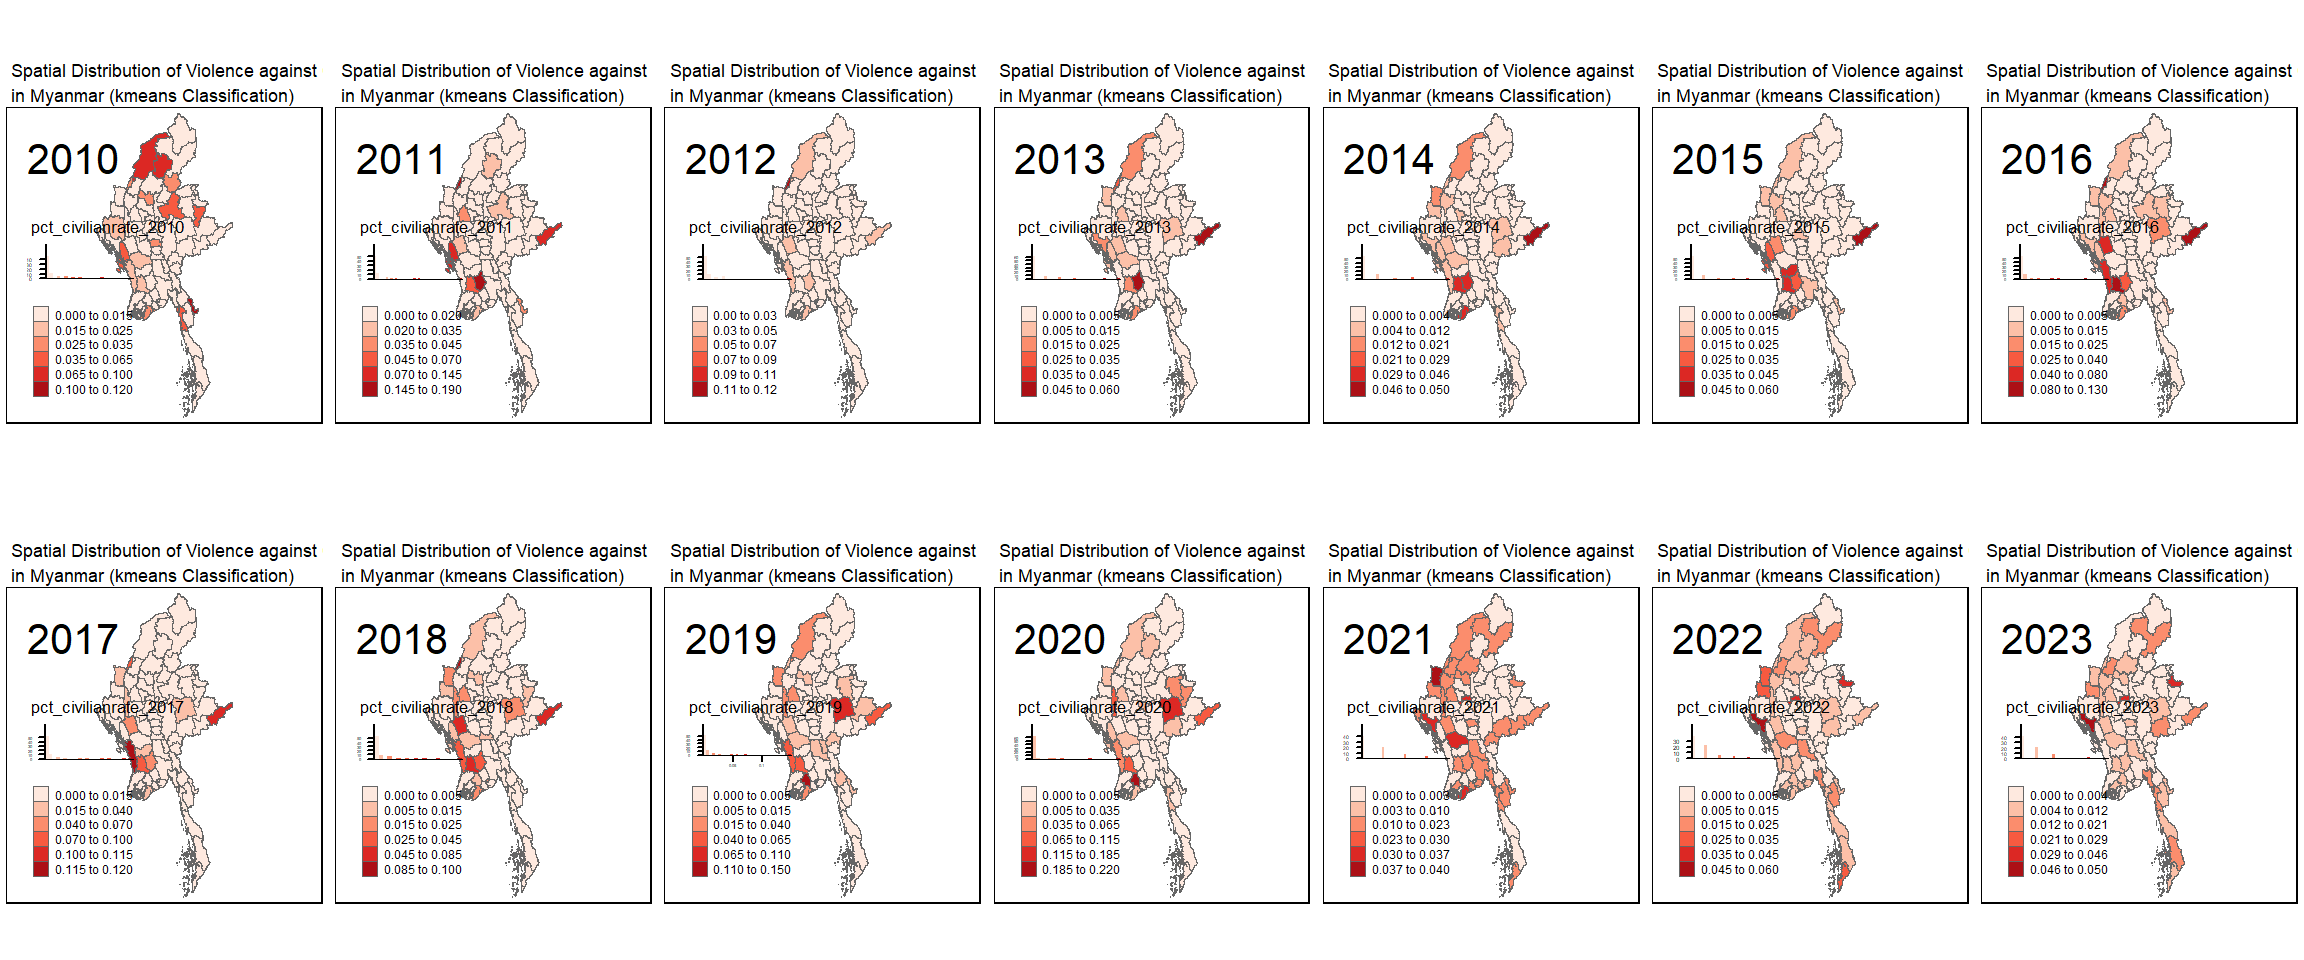 Spatial Distribution of Violence against
in Myanmar (kmeans Classification)
2010
pct_civilianrate_2010
0.000 to 0.015
0.015 to 0.025
0.025 to 0.035
0.035 to 0.065
0.065 to 0.100
0.100 to 0.120
Spatial Distribution of Violence against
in Myanmar (kmeans Classification)
2011
pct_civilianrate_2011
0.000 to 0.020
0.020 to 0.035
0.035 to 0.045
0.045 to 0.070
0.070 to 0.145
0.145 to 0.190
Spatial Distribution of Violence against
in Myanmar (kmeans Classification)
2012
pct_civilianrate_2012
0.00 to 0.03
0.03 to 0.05
0.05 to 0.07
0.07 to 0.09
0.09 to 0.11
0.11 to 0.12
Spatial Distribution of Violence against
in Myanmar (kmeans Classification)
2013
pct_civilianrate_2013
0.000 to 0.005
0.005 to 0.015
0.015 to 0.025
0.025 to 0.035
0.035 to 0.045
0.045 to 0.060
Spatial Distribution of Violence against
in Myanmar (kmeans Classification)
2014
pct_civilianrate_2014
0.000 to 0.004
0.004 to 0.012
0.012 to 0.021
0.021 to 0.029
0.029 to 0.046
0.046 to 0.050
Spatial Distribution of Violence against
in Myanmar (kmeans Classification)
2015
pct_civilianrate_2015
0.000 to 0.005
0.005 to 0.015
0.015 to 0.025
0.025 to 0.035
0.035 to 0.045
0.045 to 0.060
Spatial Distribution of Violence against
in Myanmar (kmeans Classification)
2016
pct_civilianrate_2016
0.000 to 0.005
0.005 to 0.015
0.015 to 0.025
0.025 to 0.040
0.040 to 0.080
0.080 to 0.130
Spatial Distribution of Violence against
in Myanmar (kmeans Classification)
2017
pct_civilianrate_2017
0.000 to 0.015
0.015 to 0.040
0.040 to 0.070
0.070 to 0.100
0.100 to 0.115
0.115 to 0.120
Spatial Distribution of Violence against
in Myanmar (kmeans Classification)
2018
pct_civilianrate_2018
0.000 to 0.005
0.005 to 0.015
0.015 to 0.025
0.025 to 0.045
0.045 to 0.085
0.085 to 0.100
Spatial Distribution of Violence against
in Myanmar (kmeans Classification)
2019
pct_civilianrate_2019
0.000 to 0.005
0.005 to 0.015
0.015 to 0.040
0.040 to 0.065
0.065 to 0.110
0.110 to 0.150
Spatial Distribution of Violence against
in Myanmar (kmeans Classification)
2020
pct_civilianrate_2020
0.000 to 0.005
0.005 to 0.035
0.035 to 0.065
0.065 to 0.115
0.115 to 0.185
0.185 to 0.220
Spatial Distribution of Violence against
in Myanmar (kmeans Classification)
2021
pct_civilianrate_2021
0.000 to 0.003
0.003 to 0.010
0.010 to 0.023
0.023 to 0.030
0.030 to 0.037
0.037 to 0.040
Spatial Distribution of Violence against
in Myanmar (kmeans Classification)
2022
pct_civilianrate_2022
0.000 to 0.005
0.005 to 0.015
0.015 to 0.025
0.025 to 0.035
0.035 to 0.045
0.045 to 0.060
Spatial Distribution of Violence against
in Myanmar (kmeans Classification)
2023
pct_civilianrate_2023
0.000 to 0.004
0.004 to 0.012
0.012 to 0.021
0.021 to 0.029
0.029 to 0.046
0.046 to 0.050